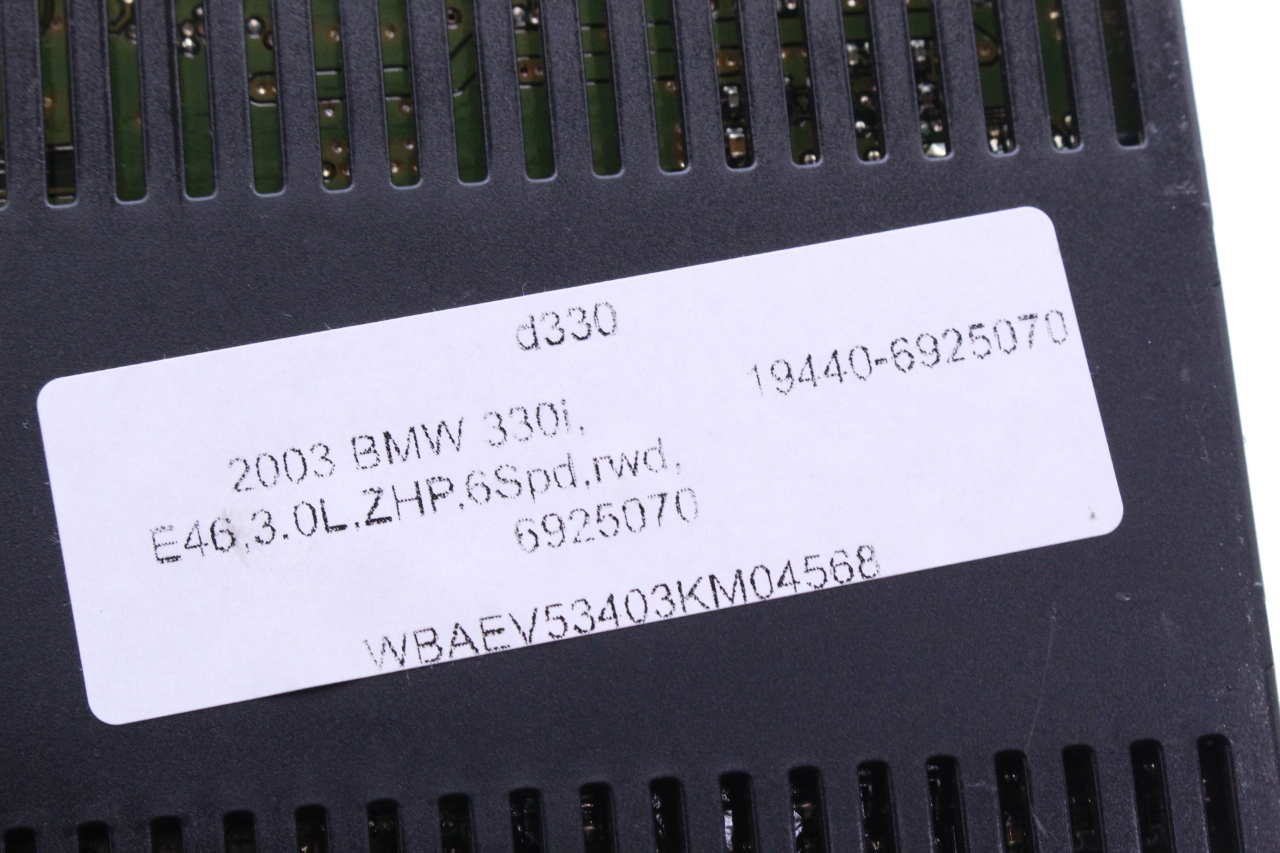 d330
19440-6925070
2003 BMW 330i,
E46,3.0L,ZHP,6Spd,rwd,
6925070
WBAEV53403KM04568